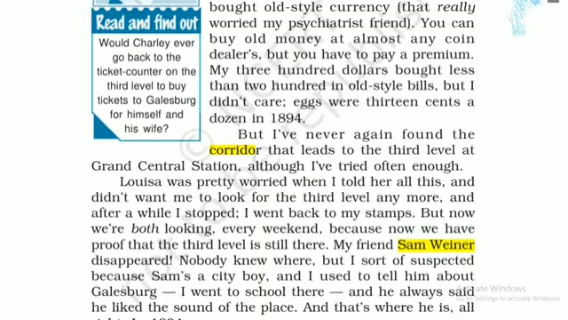 bought old-style currency (that really
worried my psychiatrist friend). You can
buy old money at almost any coin
dealer's, but you have to pay a premium.
My three hundred dollars bought less
than two hundred in old-style bills, but I
didn't care; eggs were thirteen cents a
dozen in 1894.
Read and find out
Would Charley ever
go back to the
ticket-counter on the
third level to buy
tickets to Galesburg
for himself and
his wife?
But I've never again found the
corridor that leads to the third level at
Grand Central Station, although I've tried often enough.
Louisa was pretty worried when I told her all this, and
didn't want me to look for the third level any more, and
after a while I stopped; I went back to my stamps. But now
we're both looking, every weekend, because now we have
proof that the third level is still there. My friend Sam Weiner
disappeared! Nobody knew where, but I sort of suspected
because Sam's a city boy, and I used to tell him about
Galesburg — I went to school there — and he always said
he liked the sound of the place. And that's where he is, all
Activate Windows
Go to Settings to activate Windows